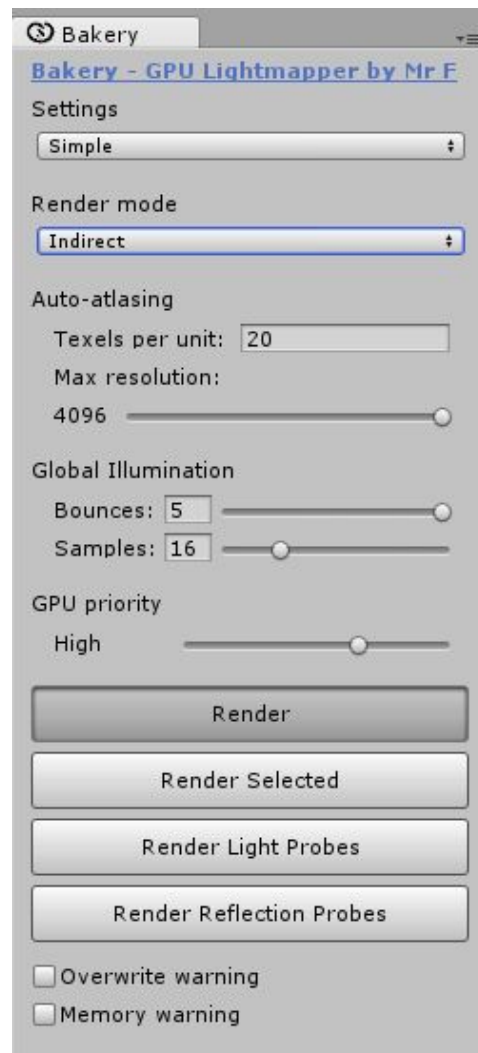 Bakery
Bakery - GPU Lightmapper by Mr F
Settings
Simple
Render mode
Indirect
Auto-atlasing
Texels per unit: 20
Max resolution:
4096
Global Illumination
Bounces: 5
Samples: 16
GPU priority
High
Render
Render Selected
Render Light Probes
Render Reflection Probes
Overwrite warning
Memory warning